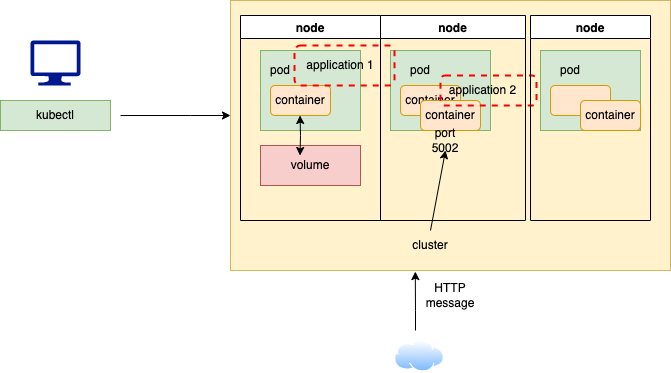 node
node
node
pod
application 1
container
volume
pod
application 2
container
container
port
5002
pod
container
kubectl
cluster
HTTP
message